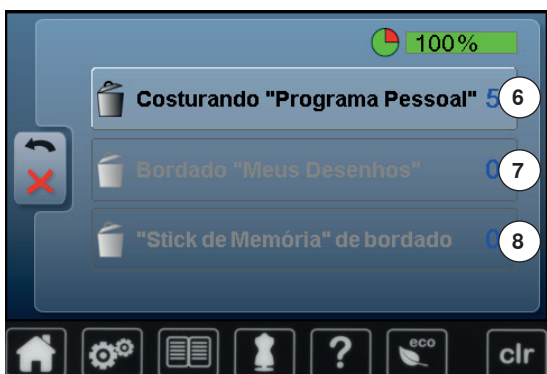 100%
Costurando "Programa Pessoal" 5 6
Bordado "Meus Desenhos" 0 7
"Stick de Memória" de bordado 0 8
? eco clr